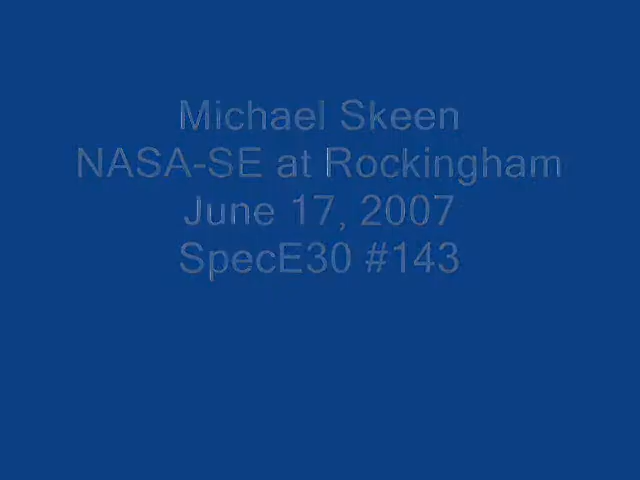 Michael Skeen
NASA-SE at Rockingham
June 17, 2007
SpecE30 #143